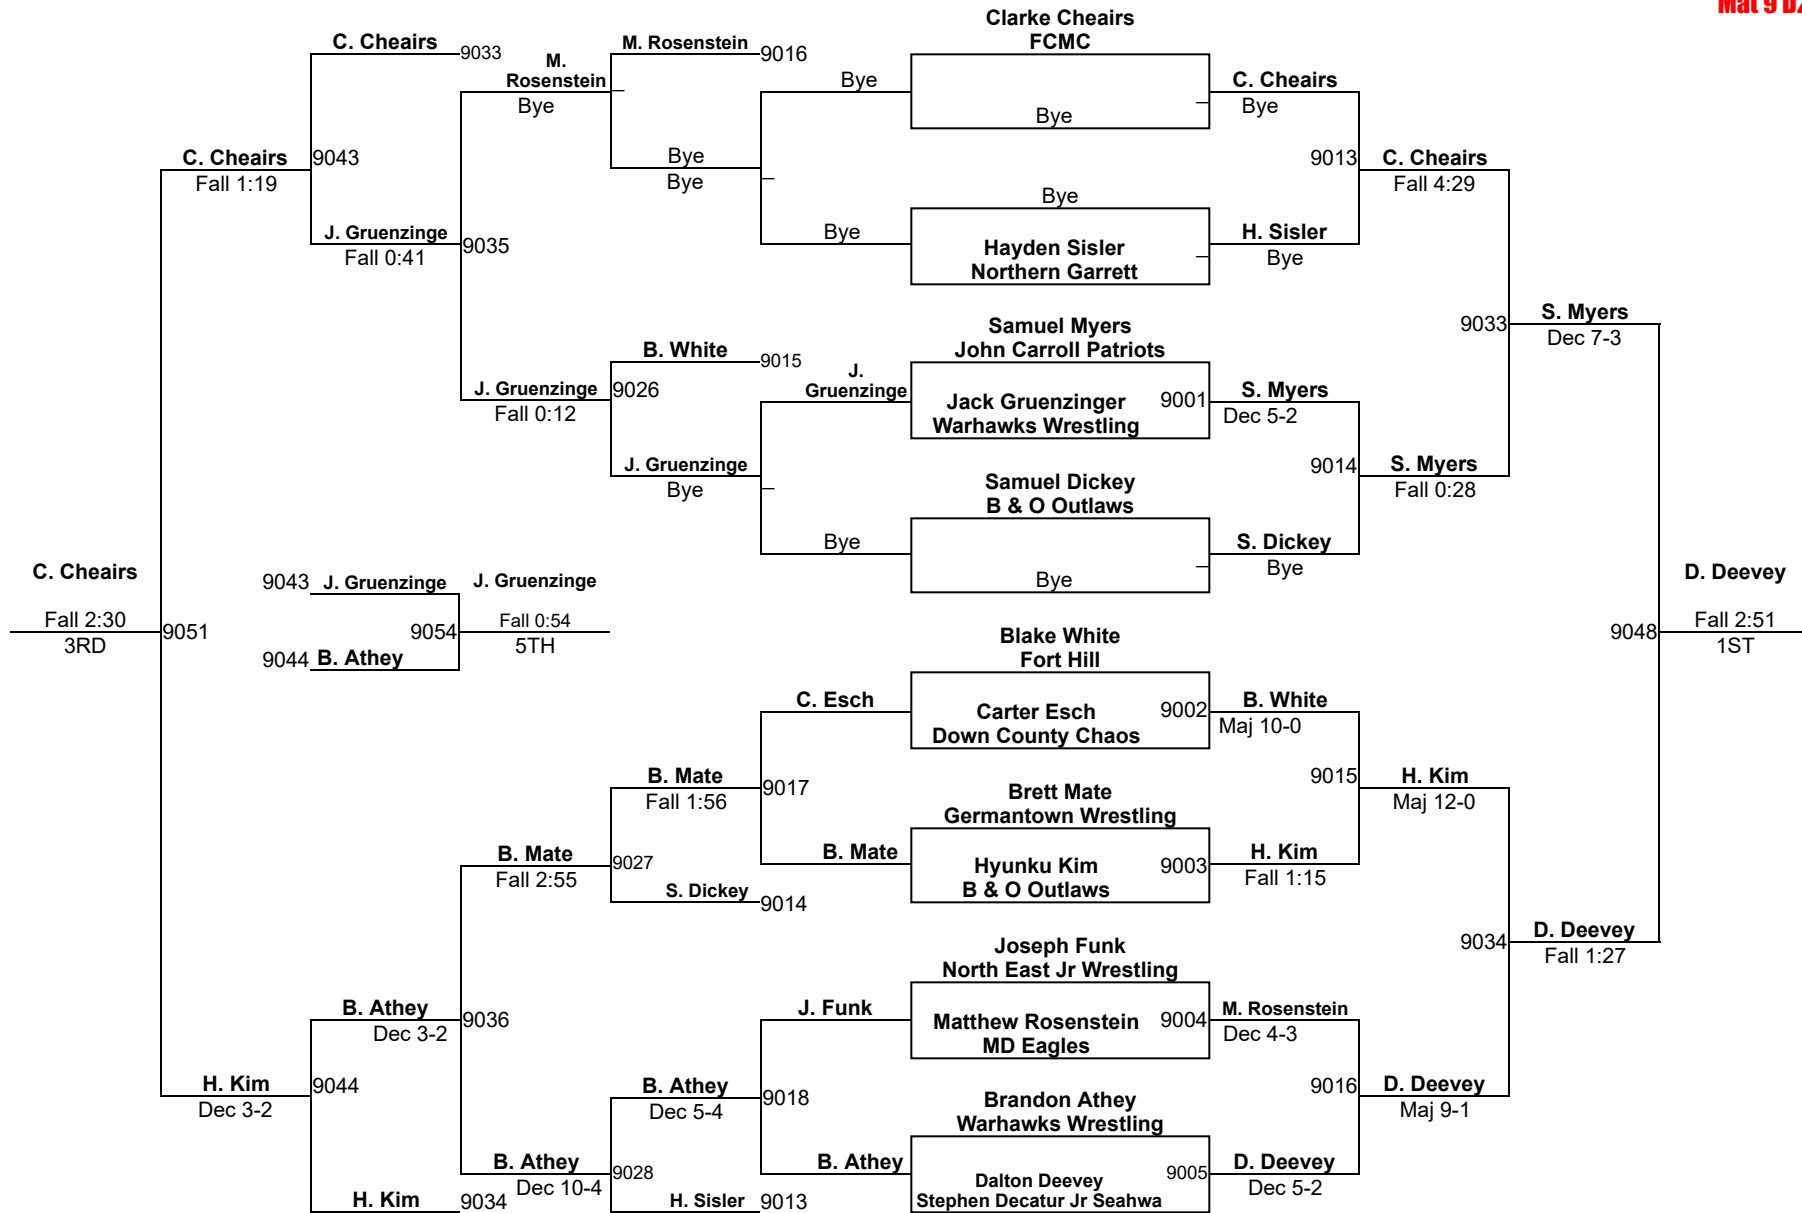 Mat 9 D2
Clarke Cheairs
FCMC
C. Cheairs
9033
M. Rosenstein
9016
M.
Rosenstein
Bye
Bye
C. Cheairs
Bye
Bye
C. Cheairs
9043
Fall 1:19
Bye
Bye
9013
C. Cheairs
Fall 4:29
Bye
J. Gruenzinge
9035
Fall 0:41
Bye
Hayden Sisler
Northern Garrett
H. Sisler
Bye
Samuel Myers
John Carroll Patriots
9033
S. Myers
Dec 7-3
B. White
9015
J. Gruenzinge
9026
Fall 0:12
J.
Gruenzinge
Jack Gruenzinger
9001
Warhawks Wrestling
S. Myers
Dec 5-2
J. Gruenzinge
Bye
Samuel Dickey
B & O Outlaws
9014
S. Myers
Fall 0:28
Bye
Bye
S. Dickey
Bye
C. Cheairs
Fall 2:30
3RD
9051
9043
J. Gruenzinge
9044
B. Athey
9054
J. Gruenzinge
Fall 0:54
5TH
9048
D. Deevey
Fall 2:51
1ST
Blake White
Fort Hill
C. Esch
Carter Esch
9002
Down County Chaos
B. White
Maj 10-0
B. Mate
9017
Fall 1:56
Brett Mate
Germantown Wrestling
9015
H. Kim
Maj 12-0
B. Mate
9027
Fall 2:55
B. Mate
Hyunku Kim
9003
B & O Outlaws
H. Kim
Fall 1:15
S. Dickey
9014
Joseph Funk
North East Jr Wrestling
9034
D. Deevey
Fall 1:27
B. Athey
9036
Dec 3-2
J. Funk
Matthew Rosenstein
9004
MD Eagles
M. Rosenstein
Dec 4-3
H. Kim
9044
Dec 3-2
B. Athey
9018
Dec 5-4
Brandon Athey
Warhawks Wrestling
9016
D. Deevey
Maj 9-1
B. Athey
9028
Dec 10-4
B. Athey
Dalton Deevey
9005
Stephen Decatur Jr Seahwa
D. Deevey
Dec 5-2
H. Kim
9034
H. Sisler
9013